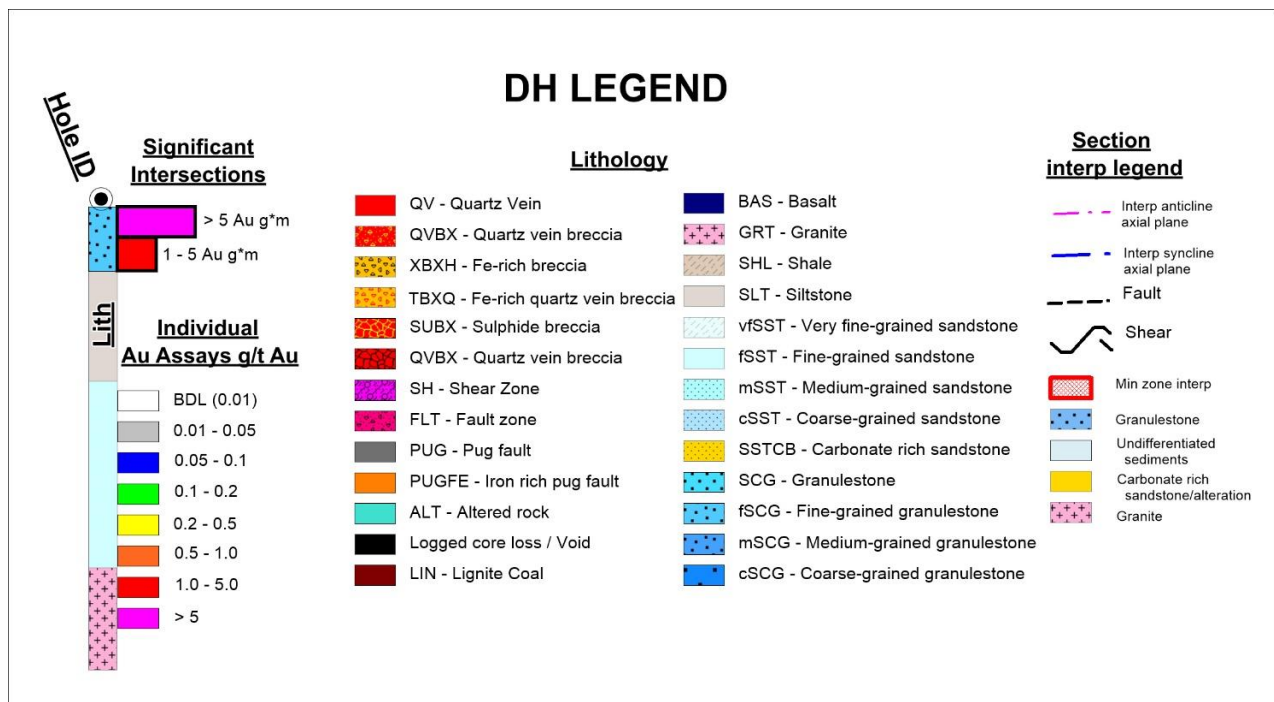 DH LEGEND
Hole ID
Significant
Intersections
> 5 Au g*m
1 - 5 Au g*m
Lith
Individual
Au Assays g/t Au
BDL (0.01)
0.01 - 0.05
0.05 - 0.1
0.1 - 0.2
0.2 - 0.5
0.5 - 1.0
1.0 - 5.0
> 5
Lithology
QV - Quartz Vein
QVBX - Quartz vein breccia
XBXH - Fe-rich breccia
TBXQ - Fe-rich quartz vein breccia
SUBX - Sulphide breccia
QVBX - Quartz vein breccia
SH - Shear Zone
FLT - Fault zone
PUG - Pug fault
PUGFE - Iron rich pug fault
ALT - Altered rock
Logged core loss / Void
LIN - Lignite Coal
BAS - Basalt
GRT - Granite
SHL - Shale
SLT - Siltstone
vfSST - Very fine-grained sandstone
fSST - Fine-grained sandstone
mSST - Medium-grained sandstone
cSST - Coarse-grained sandstone
SSTCB - Carbonate rich sandstone
SCG - Granulestone
fSCG - Fine-grained granulestone
mSCG - Medium-grained granulestone
cSCG - Coarse-grained granulestone
Section
interp legend
Interp anticline
axial plane
Interp syncline
axial plane
Fault
Shear
Min zone interp
Granulestone
Undifferentiated
sediments
Carbonate rich
sandstone/alteration
Granite